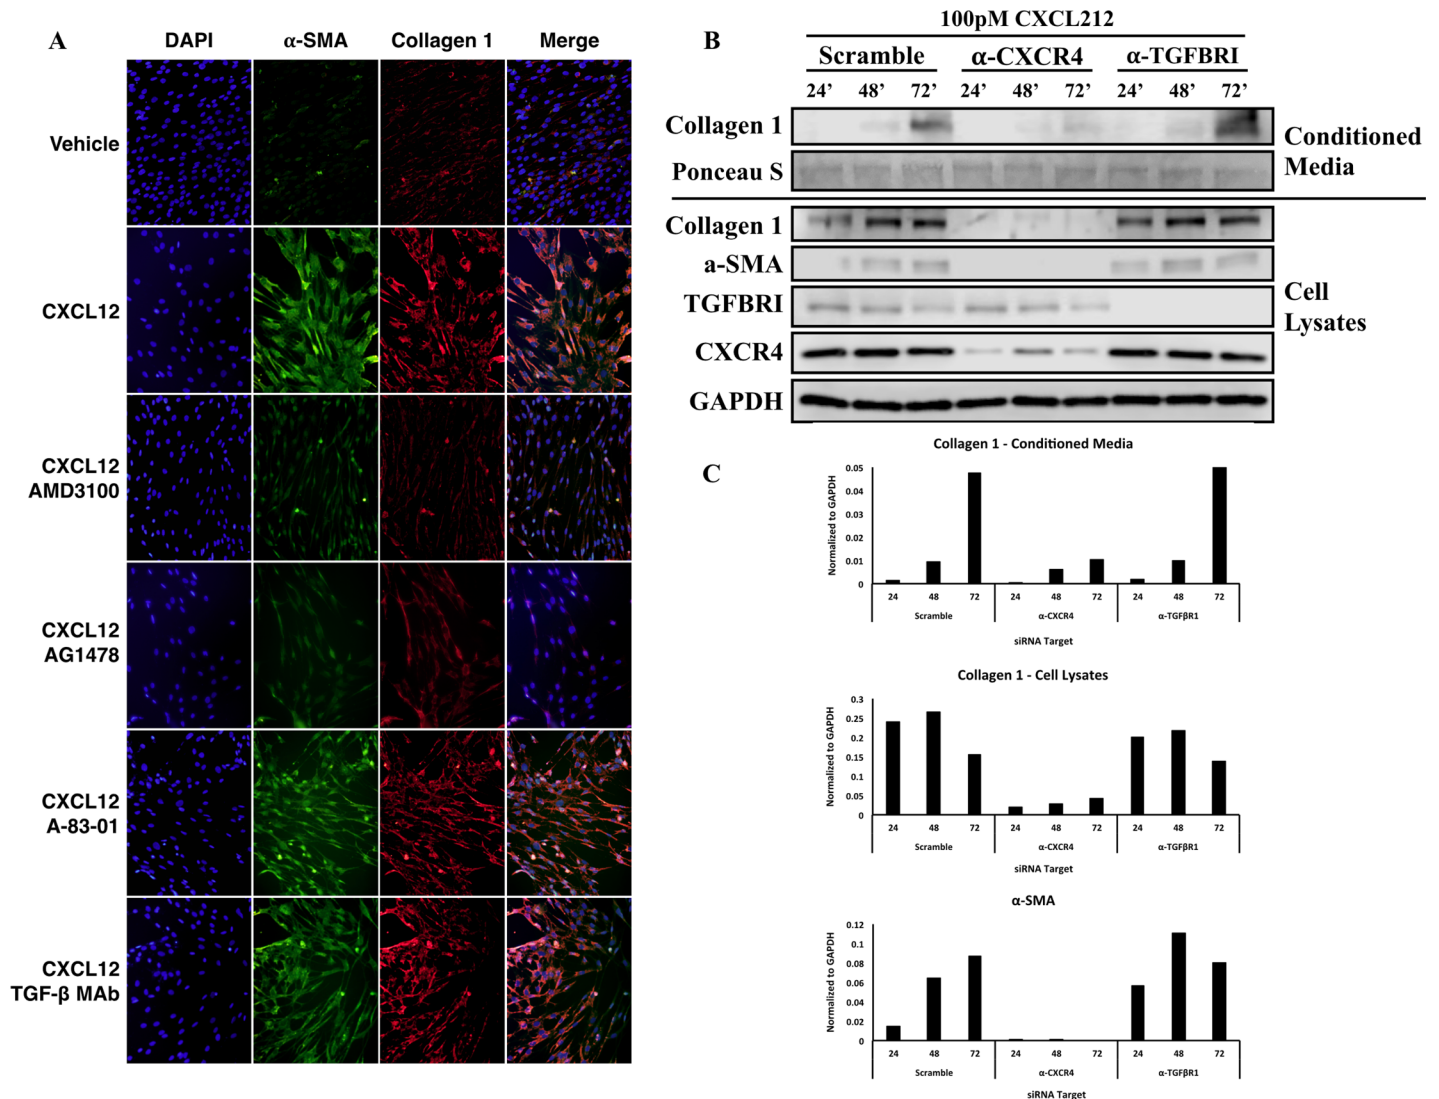 A
DAPI α-SMA Collagen 1 Merge
Vehicle
CXCL12
CXCL12
AMD3100
CXCL12
AG1478
CXCL12
A-83-01
CXCL12
TGF-β MAb
B
100pM CXCL212
Scramble α-CXCR4 α-TGFBRI
24’ 48’ 72’ 24’ 48’ 72’ 24’ 48’ 72’
Collagen 1
Ponceau S
Conditioned
Media
Collagen 1
a-SMA
TGFBRI
CXCR4
GAPDH
Cell
Lysates
C
Collagen 1 - Conditioned Media
Normalized to GAPDH
0.05
0.04
0.03
0.02
0.01
0
24 48 72 24 48 72 24 48 72
Scramble α-CXCR4 α-TGFβR1
siRNA Target
Collagen 1 - Cell Lysates
Normalized to GAPDH
0.3
0.25
0.2
0.15
0.1
0.05
0
24 48 72 24 48 72 24 48 72
Scramble α-CXCR4 α-TGFβR1
siRNA Target
α-SMA
Normalized to GAPDH
0.12
0.1
0.08
0.06
0.04
0.02
0
24 48 72 24 48 72 24 48 72
Scramble α-CXCR4 α-TGFβR1
siRNA Target